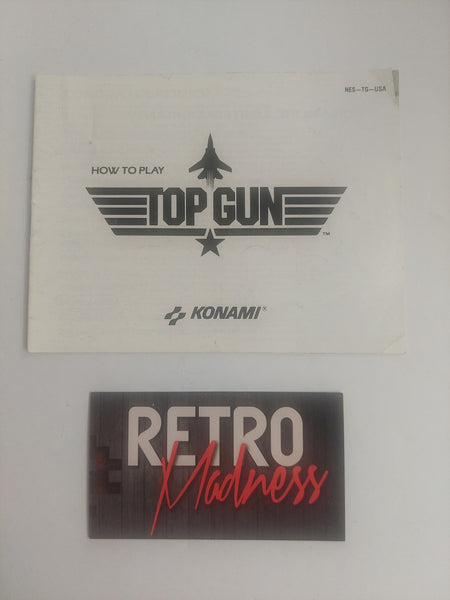 NES-TG-USA
HOW TO PLAY
TOP GUN
TM
KONAMI®
RETRO
Madness